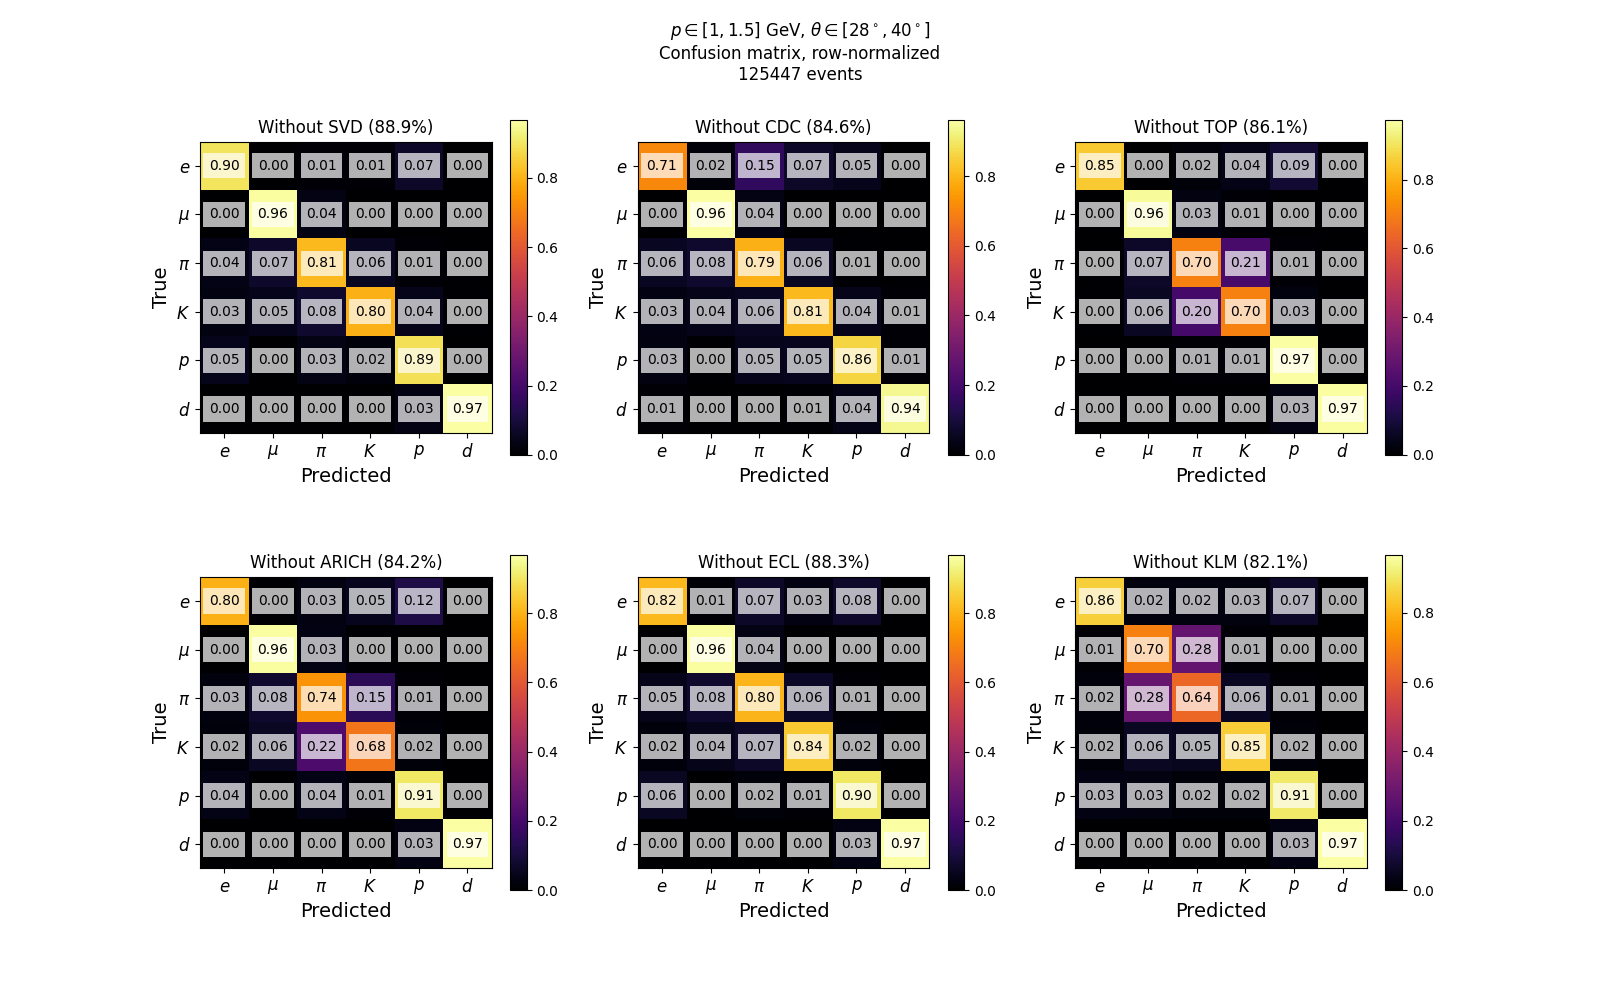 p ∈ [1, 1.5] GeV, θ ∈ [28°, 40°]
Confusion matrix, row-normalized
125447 events
Without SVD (88.9%)
True
e 0.90 0.00 0.01 0.01 0.07 0.00
μ 0.00 0.96 0.04 0.00 0.00 0.00
π 0.04 0.07 0.81 0.06 0.01 0.00
K 0.03 0.05 0.08 0.80 0.04 0.00
p 0.05 0.00 0.03 0.02 0.89 0.00
d 0.00 0.00 0.00 0.00 0.03 0.97
e μ π K p d
Predicted
0.8
0.6
0.4
0.2
0.0
Without CDC (84.6%)
True
e 0.71 0.02 0.15 0.07 0.05 0.00
μ 0.00 0.96 0.04 0.00 0.00 0.00
π 0.06 0.08 0.79 0.06 0.01 0.00
K 0.03 0.04 0.06 0.81 0.04 0.01
p 0.03 0.00 0.05 0.05 0.86 0.01
d 0.01 0.00 0.00 0.01 0.04 0.94
e μ π K p d
Predicted
0.8
0.6
0.4
0.2
0.0
Without TOP (86.1%)
True
e 0.85 0.00 0.02 0.04 0.09 0.00
μ 0.00 0.96 0.03 0.01 0.00 0.00
π 0.00 0.07 0.70 0.21 0.01 0.00
K 0.00 0.06 0.20 0.70 0.03 0.00
p 0.00 0.00 0.01 0.01 0.97 0.00
d 0.00 0.00 0.00 0.00 0.03 0.97
e μ π K p d
Predicted
0.8
0.6
0.4
0.2
0.0
Without ARICH (84.2%)
True
e 0.80 0.00 0.03 0.05 0.12 0.00
μ 0.00 0.96 0.03 0.00 0.00 0.00
π 0.03 0.08 0.74 0.15 0.01 0.00
K 0.02 0.06 0.22 0.68 0.02 0.00
p 0.04 0.00 0.04 0.01 0.91 0.00
d 0.00 0.00 0.00 0.00 0.03 0.97
e μ π K p d
Predicted
0.8
0.6
0.4
0.2
0.0
Without ECL (88.3%)
True
e 0.82 0.01 0.07 0.03 0.08 0.00
μ 0.00 0.96 0.04 0.00 0.00 0.00
π 0.05 0.08 0.80 0.06 0.01 0.00
K 0.02 0.04 0.07 0.84 0.02 0.00
p 0.06 0.00 0.02 0.01 0.90 0.00
d 0.00 0.00 0.00 0.00 0.03 0.97
e μ π K p d
Predicted
0.8
0.6
0.4
0.2
0.0
Without KLM (82.1%)
True
e 0.86 0.02 0.02 0.03 0.07 0.00
μ 0.01 0.70 0.28 0.01 0.00 0.00
π 0.02 0.28 0.64 0.06 0.01 0.00
K 0.02 0.06 0.05 0.85 0.02 0.00
p 0.03 0.03 0.02 0.02 0.91 0.00
d 0.00 0.00 0.00 0.00 0.03 0.97
e μ π K p d
Predicted
0.8
0.6
0.4
0.2
0.0